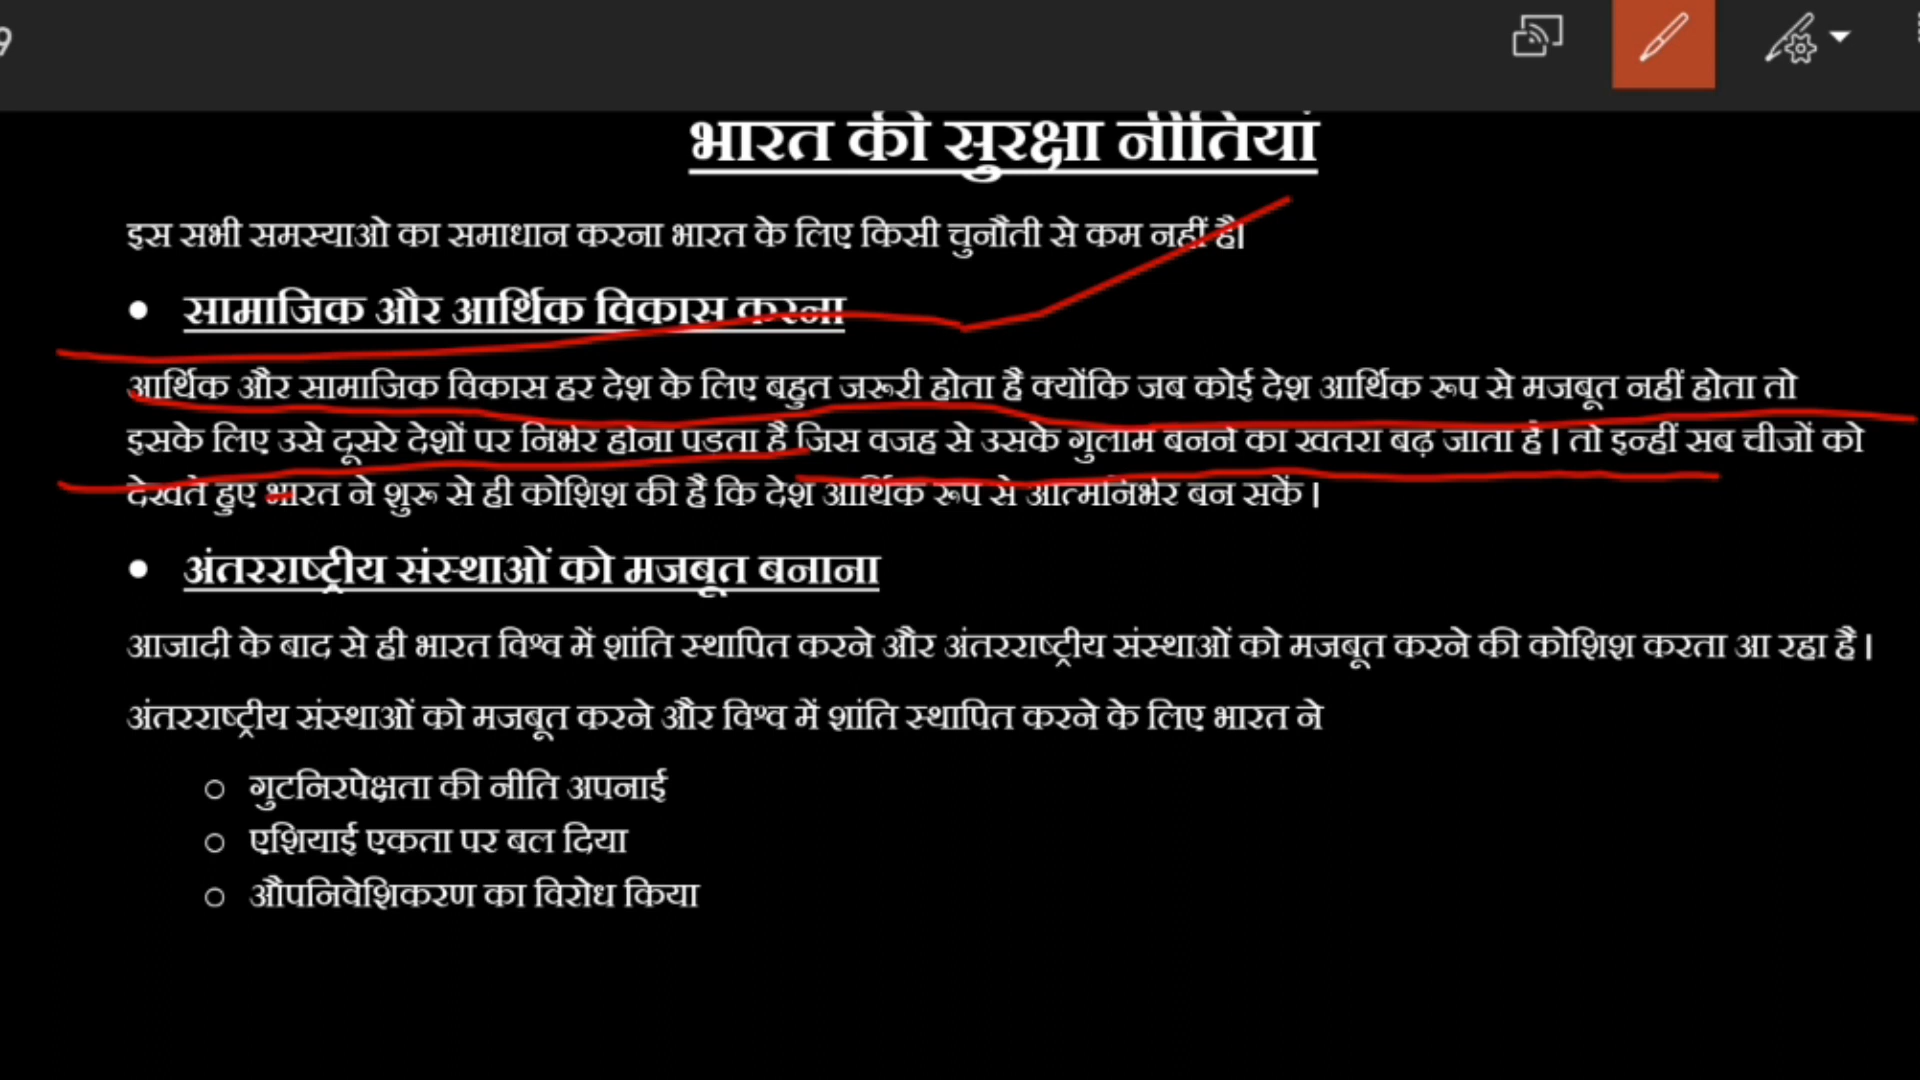 9
भारत की सुरक्षा नीतियां
इस सभी समस्याओ का समाधान करना भारत के लिए किसी चुनौती से कम नहीं है।
• सामाजिक और आर्थिक विकास करना
आर्थिक और सामाजिक विकास हर देश के लिए बहुत जरूरी होता है क्योंकि जब कोई देश आर्थिक रूप से मजबूत नहीं होता तो
इसके लिए उसे दूसरे देशों पर निर्भर होना पड़ता है जिस वजह से उसके गुलाम बनने का खतरा बढ़ जाता है। तो इन्हीं सब चीजों को
देखते हुए भारत ने शुरू से ही कोशिश की है कि देश आर्थिक रूप से आत्मनिर्भर बन सकें।
• अंतरराष्ट्रीय संस्थाओं को मजबूत बनाना
आजादी के बाद से ही भारत विश्व में शांति स्थापित करने और अंतरराष्ट्रीय संस्थाओं को मजबूत करने की कोशिश करता आ रहा है।
अंतरराष्ट्रीय संस्थाओं को मजबूत करने और विश्व में शांति स्थापित करने के लिए भारत ने
○ गुटनिरपेक्षता की नीति अपनाई
○ एशियाई एकता पर बल दिया
○ औपनिवेशिकरण का विरोध किया